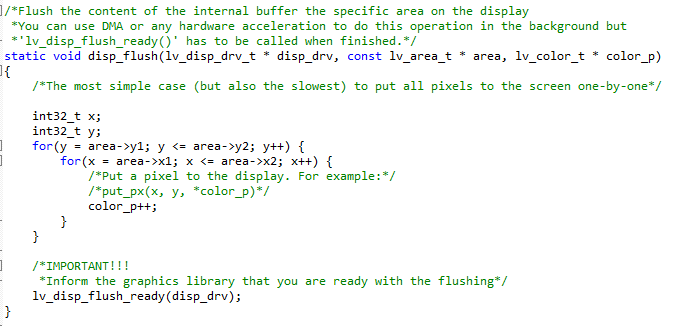 /*Flush the content of the internal buffer the specific area on the display
 *You can use DMA or any hardware acceleration to do this operation in the background but
 *'lv_disp_flush_ready()' has to be called when finished.*/
static void disp_flush(lv_disp_drv_t * disp_drv, const lv_area_t * area, lv_color_t * color_p)
{
    /*The most simple case (but also the slowest) to put all pixels to the screen one-by-one*/

    int32_t x;
    int32_t y;
    for(y = area->y1; y <= area->y2; y++) {
        for(x = area->x1; x <= area->x2; x++) {
            /*Put a pixel to the display. For example:*/
            /*put_px(x, y, *color_p)*/
            color_p++;
        }
    }

    /*IMPORTANT!!!
     *Inform the graphics library that you are ready with the flushing*/
    lv_disp_flush_ready(disp_drv);
}